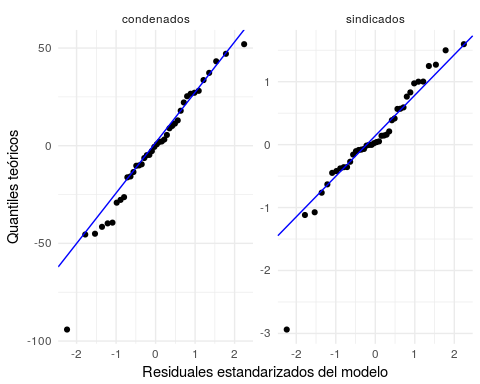 condenados
sindicados
Quantiles teóricos
50
0
-50
-100
1
0
-1
-2
-3
-2 -1 0 1 2
-2 -1 0 1 2
Residuales estandarizados del modelo